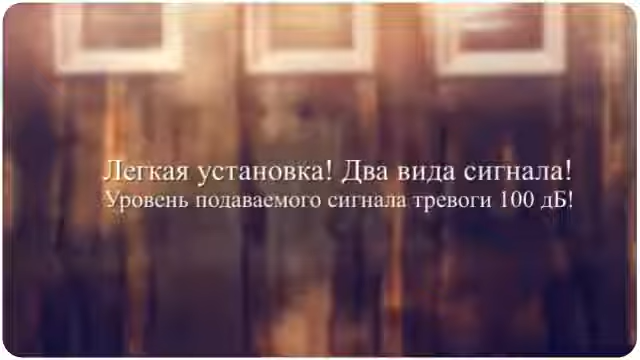 Легкая установка! Два вида сигнала!
Уровень подаваемого сигнала тревоги 100 дБ!